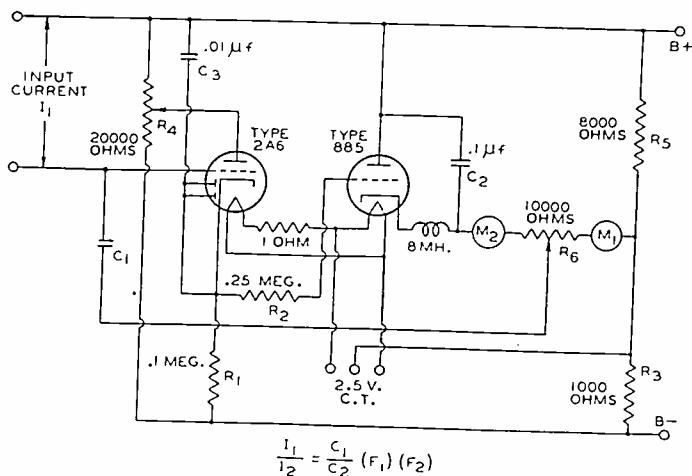 B+
.01 μf
C3
INPUT
CURRENT
I1
20000
OHMS
R4
TYPE
2A6
TYPE
885
.1 μf
C2
8000
OHMS
R5
10000
OHMS
R6
M2
M1
1 OHM
8 MH.
C1
.25 MEG.
R2
.1 MEG.
R1
2.5 V.
C.T.
R3
1000
OHMS
B-
I1/I2 = C1/C2 (F1) (F2)